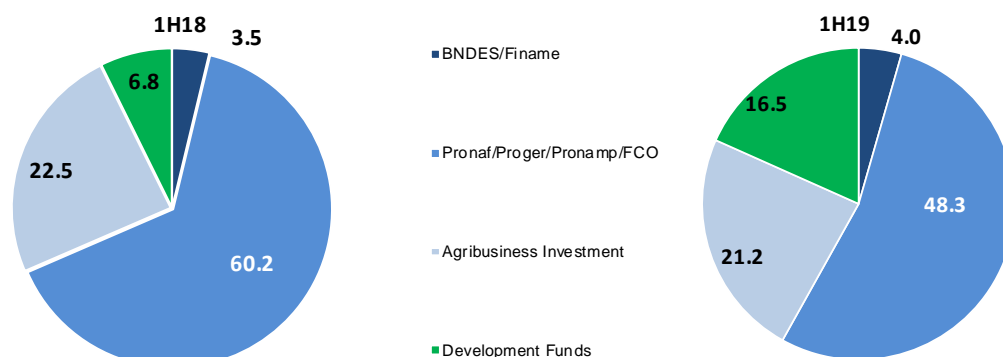 1H18
3.5
6.8
22.5
60.2
BNDES/Finame
Pronaf/Proger/Pronamp/FCO
Agribusiness Investment
Development Funds
1H19
4.0
16.5
48.3
21.2